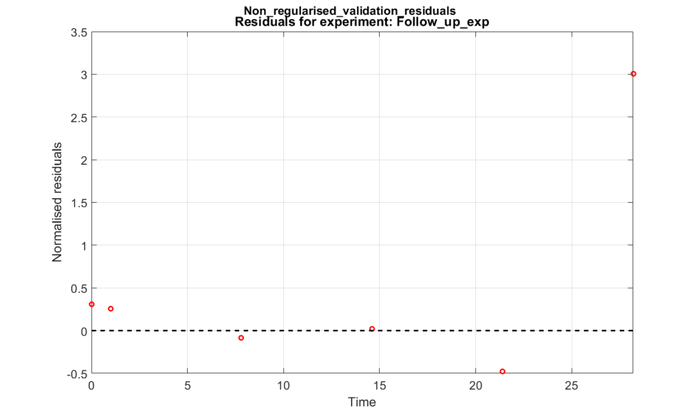 Non_regularised_validation_residuals
Residuals for experiment: Follow_up_exp
3.5
3
2.5
2
1.5
1
0.5
0
-0.5
Normalised residuals
0 5 10 15 20 25
Time